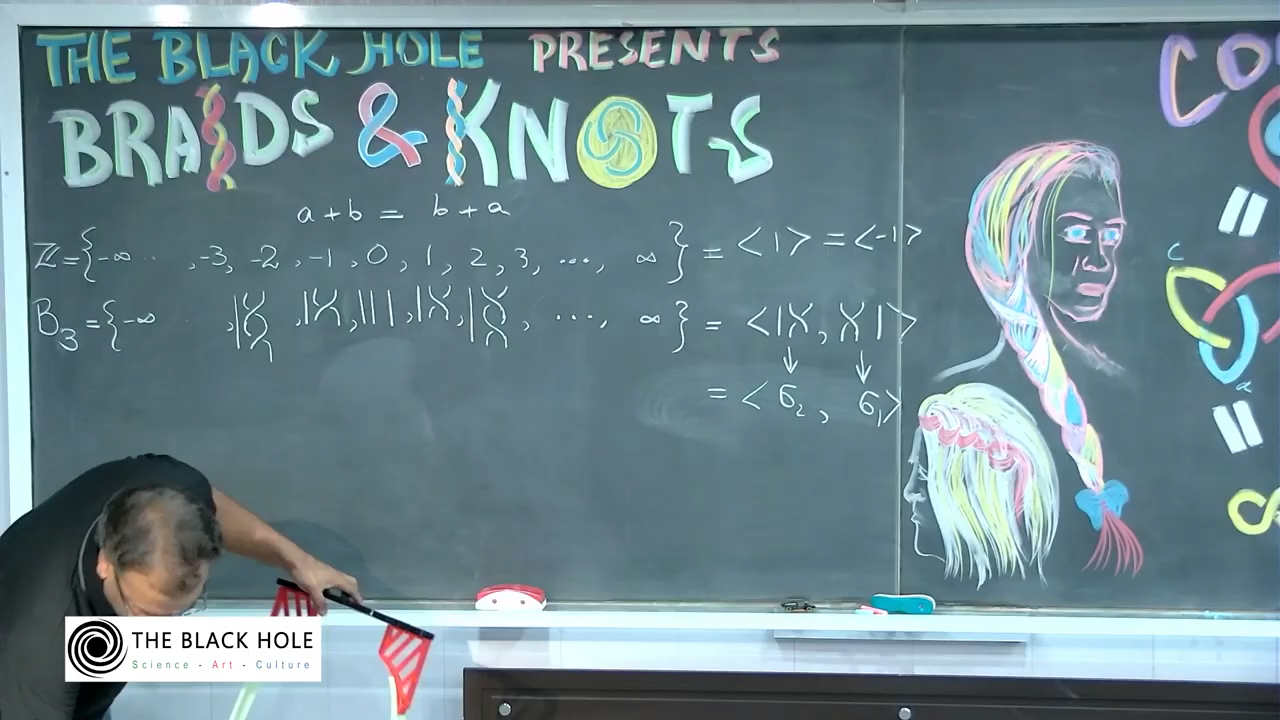 THE BLACK HOLE PRESENTS
BRAIDS & KNOTS
a + b = b + a
Z = { -∞ .. , -3, -2, -1, 0, 1, 2, 3, ..., ∞ } = <1> = <-1>
B₃ = { -∞ , ..., ∞ } = < , >
= < σ₂ , σ₁ >
CO
=
c
a
=
THE BLACK HOLE
Science - Art - Culture